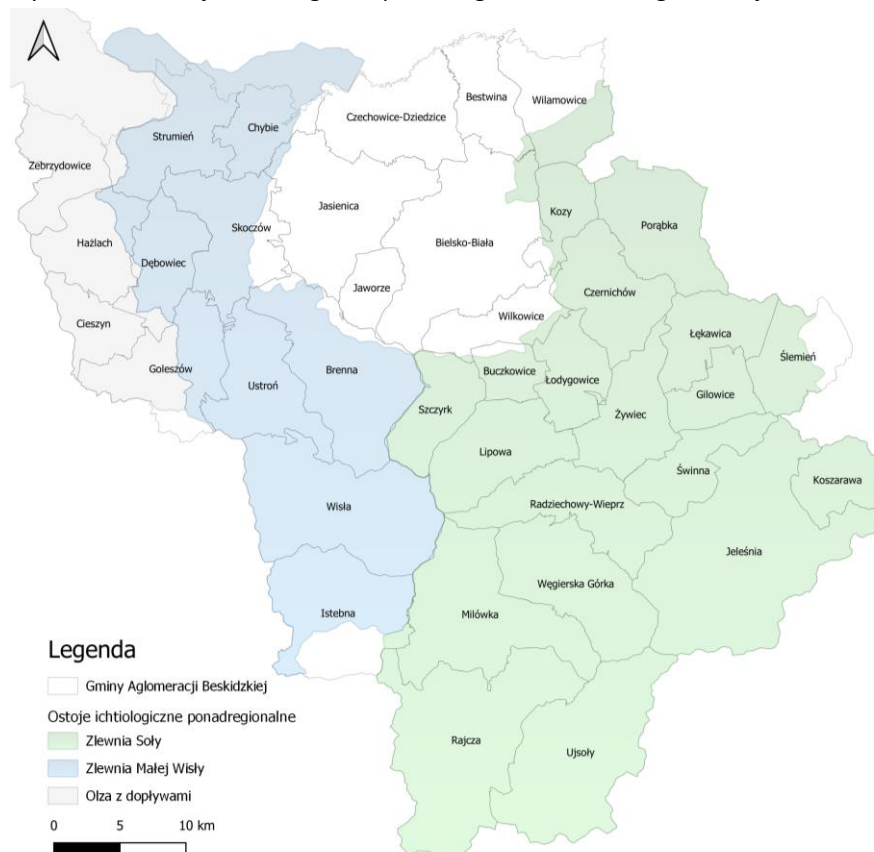 Bestwina
Wilamowice
Czechowice-Dziedzice
Chybie
Strumień
Zebrzydowice
Jasienica
Kozy
Porąbka
Skoczów
Hażlach
Bielsko-Biała
Dębowiec
Jaworze
Czernichów
Wilkowice
Cieszyn
Łękawica
Ślemień
Goleszów
Brenna
Buczkowice
Ustroń
Łodygowice
Gilowice
Szczyrk
Żywiec
Lipowa
Świnna
Koszarawa
Radziechowy-Wieprz
Wisła
Jeleśnia
Węgierska Górka
Istebna
Milówka
Legenda
Gminy Aglomeracji Beskidzkiej
Ostoje ichtiologiczne ponadregionalne
Zlewnia Soły
Rajcza
Ujsoły
Zlewnia Małej Wisły
Olza z dopływami
0 5 10 km